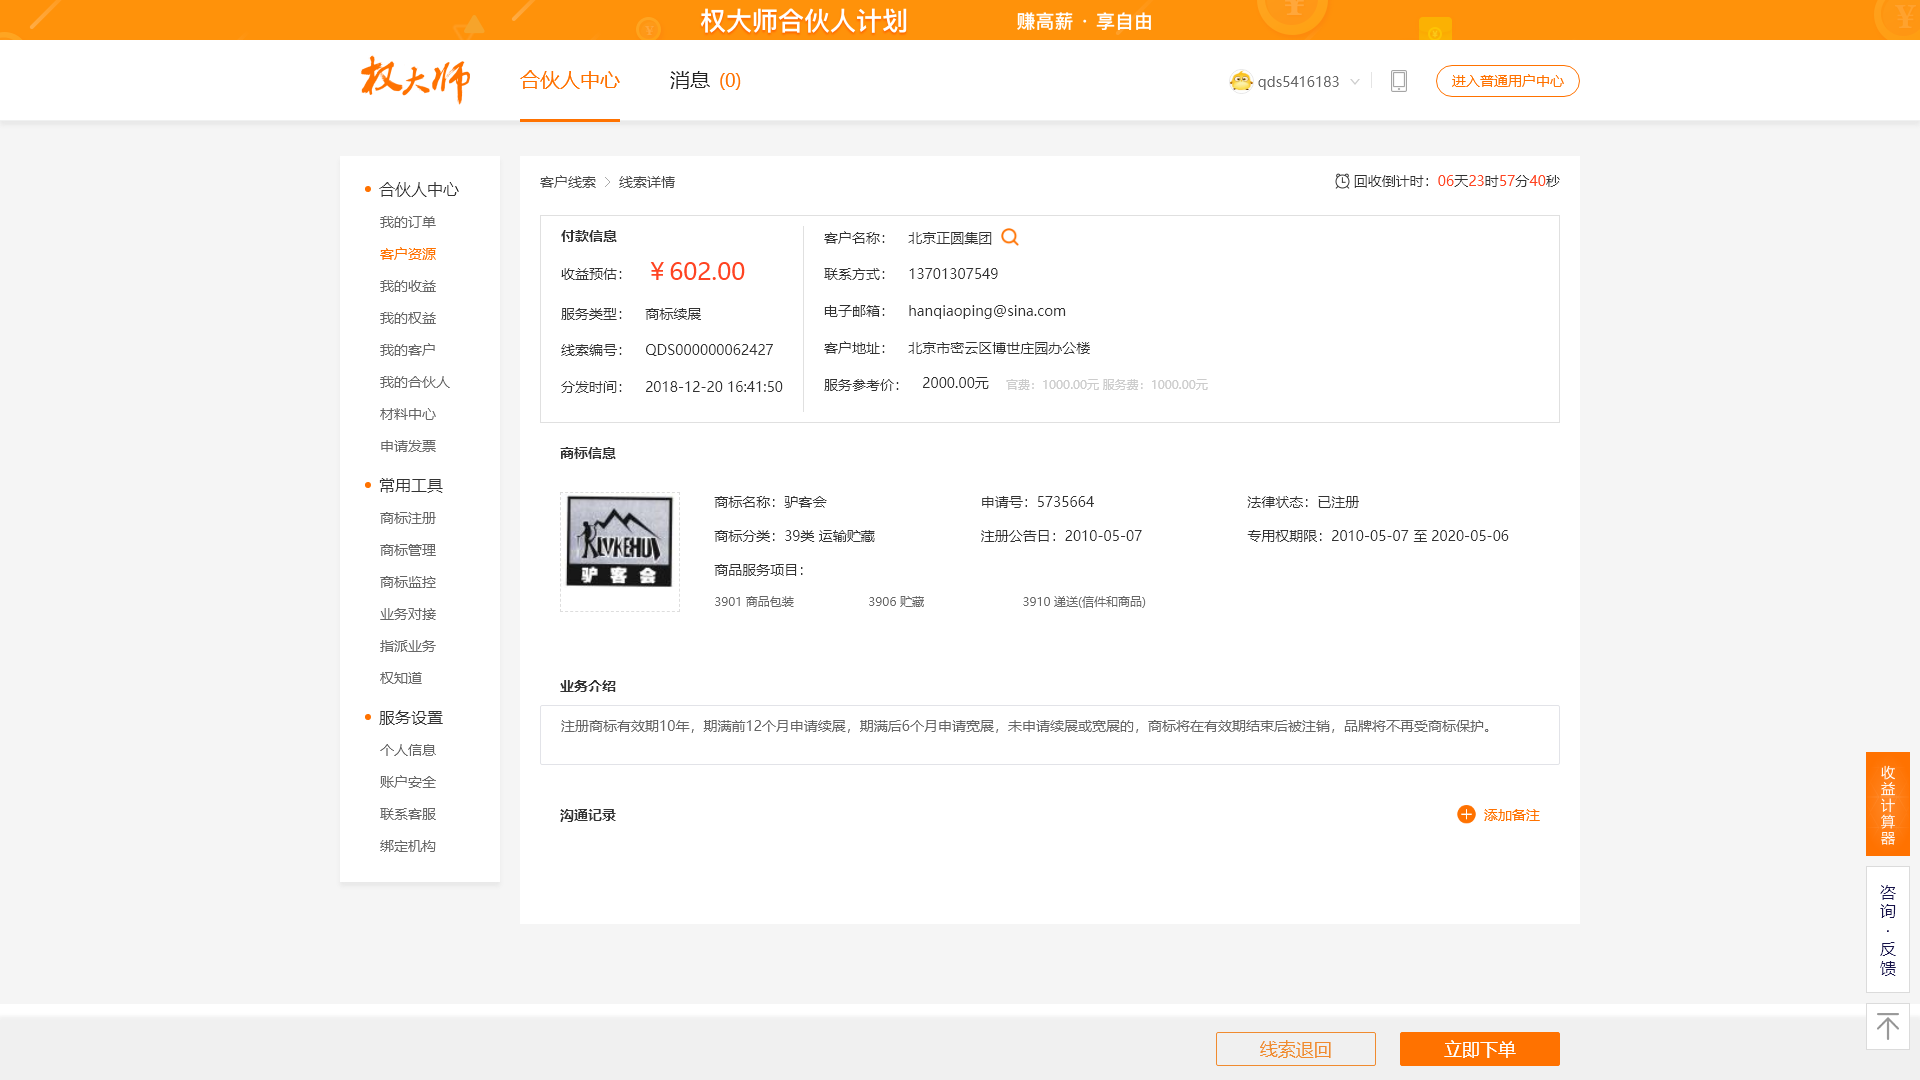 权大师合伙人计划 赚高薪 · 享自由
权大师 合伙人中心 消息 (0) qds5416183 进入普通用户中心
合伙人中心
我的订单
客户资源
我的收益
我的权益
我的客户
我的合伙人
材料中心
申请发票
常用工具
商标注册
商标管理
商标监控
业务对接
指派业务
权知道
服务设置
个人信息
账户安全
联系客服
绑定机构
客户线索 > 线索详情 回收倒计时：06天23时57分40秒
付款信息
收益预估： ￥602.00
服务类型： 商标续展
线索编号： QDS000000062427
分发时间： 2018-12-20 16:41:50
客户名称： 北京正圆集团
联系方式： 13701307549
电子邮箱： hanqiaoping@sina.com
客户地址： 北京市密云区博世庄园办公楼
服务参考价： 2000.00元 官费：1000.00元 服务费：1000.00元
商标信息
LVKEHUI
驴客会
商标名称：驴客会 申请号：5735664 法律状态：已注册
商标分类：39类 运输贮藏 注册公告日：2010-05-07 专用权期限：2010-05-07 至 2020-05-06
商品服务项目：
3901 商品包装 3906 贮藏 3910 递送(信件和商品)
业务介绍
注册商标有效期10年，期满前12个月申请续展，期满后6个月申请宽展，未申请续展或宽展的，商标将在有效期结束后被注销，品牌将不再受商标保护。
沟通记录 添加备注
收益计算器
咨询·反馈
线索退回 立即下单